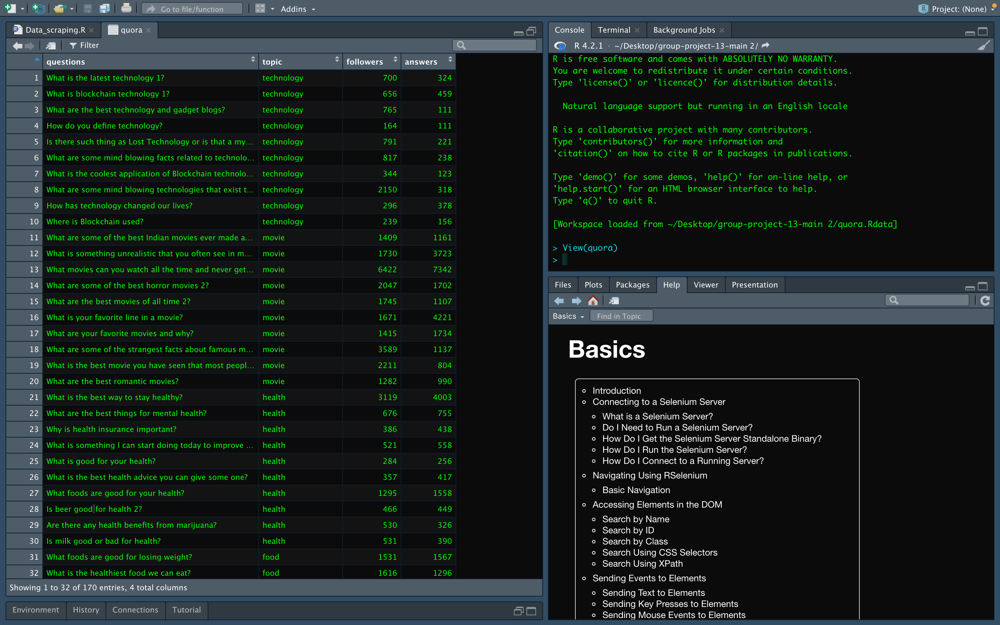 Go to file/function
Addins
Project: (None)
Data_scraping.R
quora
Filter
questions topic followers answers
1 What is the latest technology 1? technology 700 324
2 What is blockchain technology 1? technology 656 459
3 What are the best technology and gadget blogs? technology 765 111
4 How do you define technology? technology 164 111
5 Is there such thing as Lost Technology or is that a my... technology 791 221
6 What are some mind blowing facts related to technolo... technology 817 238
7 What is the coolest application of Blockchain technolo... technology 344 123
8 What are some mind blowing technologies that exist t... technology 2150 318
9 How has technology changed our lives? technology 296 378
10 Where is Blockchain used? technology 239 156
11 What are some of the best Indian movies ever made a... movie 1409 1161
12 What is something unrealistic that you often see in m... movie 1730 3723
13 What movies can you watch all the time and never get... movie 6422 7342
14 What are some of the best horror movies 2? movie 2047 1702
15 What are the best movies of all time 2? movie 1745 1107
16 What is your favorite line in a movie? movie 1671 4221
17 What are your favorite movies and why? movie 1415 1734
18 What are some of the strangest facts about famous m... movie 3589 1137
19 What is the best movie you have seen that most peopl... movie 2211 804
20 What are the best romantic movies? movie 1282 990
21 What is the best way to stay healthy? health 3119 4003
22 What are the best things for mental health? health 676 755
23 Why is health insurance important? health 386 438
24 What is something I can start doing today to improve ... health 521 558
25 What is good for your health? health 284 256
26 What is the best health advice you can give some one? health 357 417
27 What foods are good for your health? health 1295 1558
28 Is beer good for health 2? health 466 449
29 Are there any health benefits from marijuana? health 530 326
30 Is milk good or bad for health? health 531 390
31 What foods are good for losing weight? food 1531 1567
32 What is the healthiest food we can eat? food 1616 1296
Showing 1 to 32 of 170 entries, 4 total columns
Environment History Connections Tutorial
Console Terminal Background Jobs
R 4.2.1 · ~/Desktop/group-project-13-main 2/
R is free software and comes with ABSOLUTELY NO WARRANTY.
You are welcome to redistribute it under certain conditions.
Type 'license()' or 'licence()' for distribution details.
Natural language support but running in an English locale
R is a collaborative project with many contributors.
Type 'contributors()' for more information and
'citation()' on how to cite R or R packages in publications.
Type 'demo()' for some demos, 'help()' for on-line help, or
'help.start()' for an HTML browser interface to help.
Type 'q()' to quit R.
[Workspace loaded from ~/Desktop/group-project-13-main 2/quora.Rdata]
> View(quora)
>
Files Plots Packages Help Viewer Presentation
Basics Find in Topic
Basics
Introduction
Connecting to a Selenium Server
What is a Selenium Server?
Do I Need to Run a Selenium Server?
How Do I Get the Selenium Server Standalone Binary?
How Do I Run the Selenium Server?
How Do I Connect to a Running Server?
Navigating Using RSelenium
Basic Navigation
Accessing Elements in the DOM
Search by Name
Search by ID
Search by Class
Search Using CSS Selectors
Search Using XPath
Sending Events to Elements
Sending Text to Elements
Sending Key Presses to Elements
Sending Mouse Events to Elements